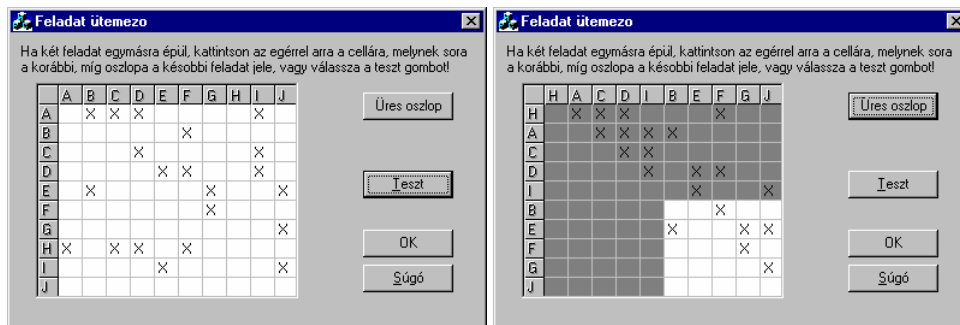 Feladat ütemezo
Ha két feladat egymásra épül, kattintson az egérrel arra a cellára, melynek sora
a korábbi, míg oszlopa a késobbi feladat jele, vagy válassza a teszt gombot!
A B C D E F G H I J
A X X X X
B X
C X X
D X X X
E X X X
F X
G X
H X X X X
I X X
J
Üres oszlop
Teszt
OK
Súgó
Feladat ütemezo
Ha két feladat egymásra épül, kattintson az egérrel arra a cellára, melynek sora
a korábbi, míg oszlopa a késobbi feladat jele, vagy válassza a teszt gombot!
H A C D I B E F G J
H X X X X
A X X X X
C X X
D X X X
I X X
B X
E X X X
F X
G X
J
Üres oszlop
Teszt
OK
Súgó